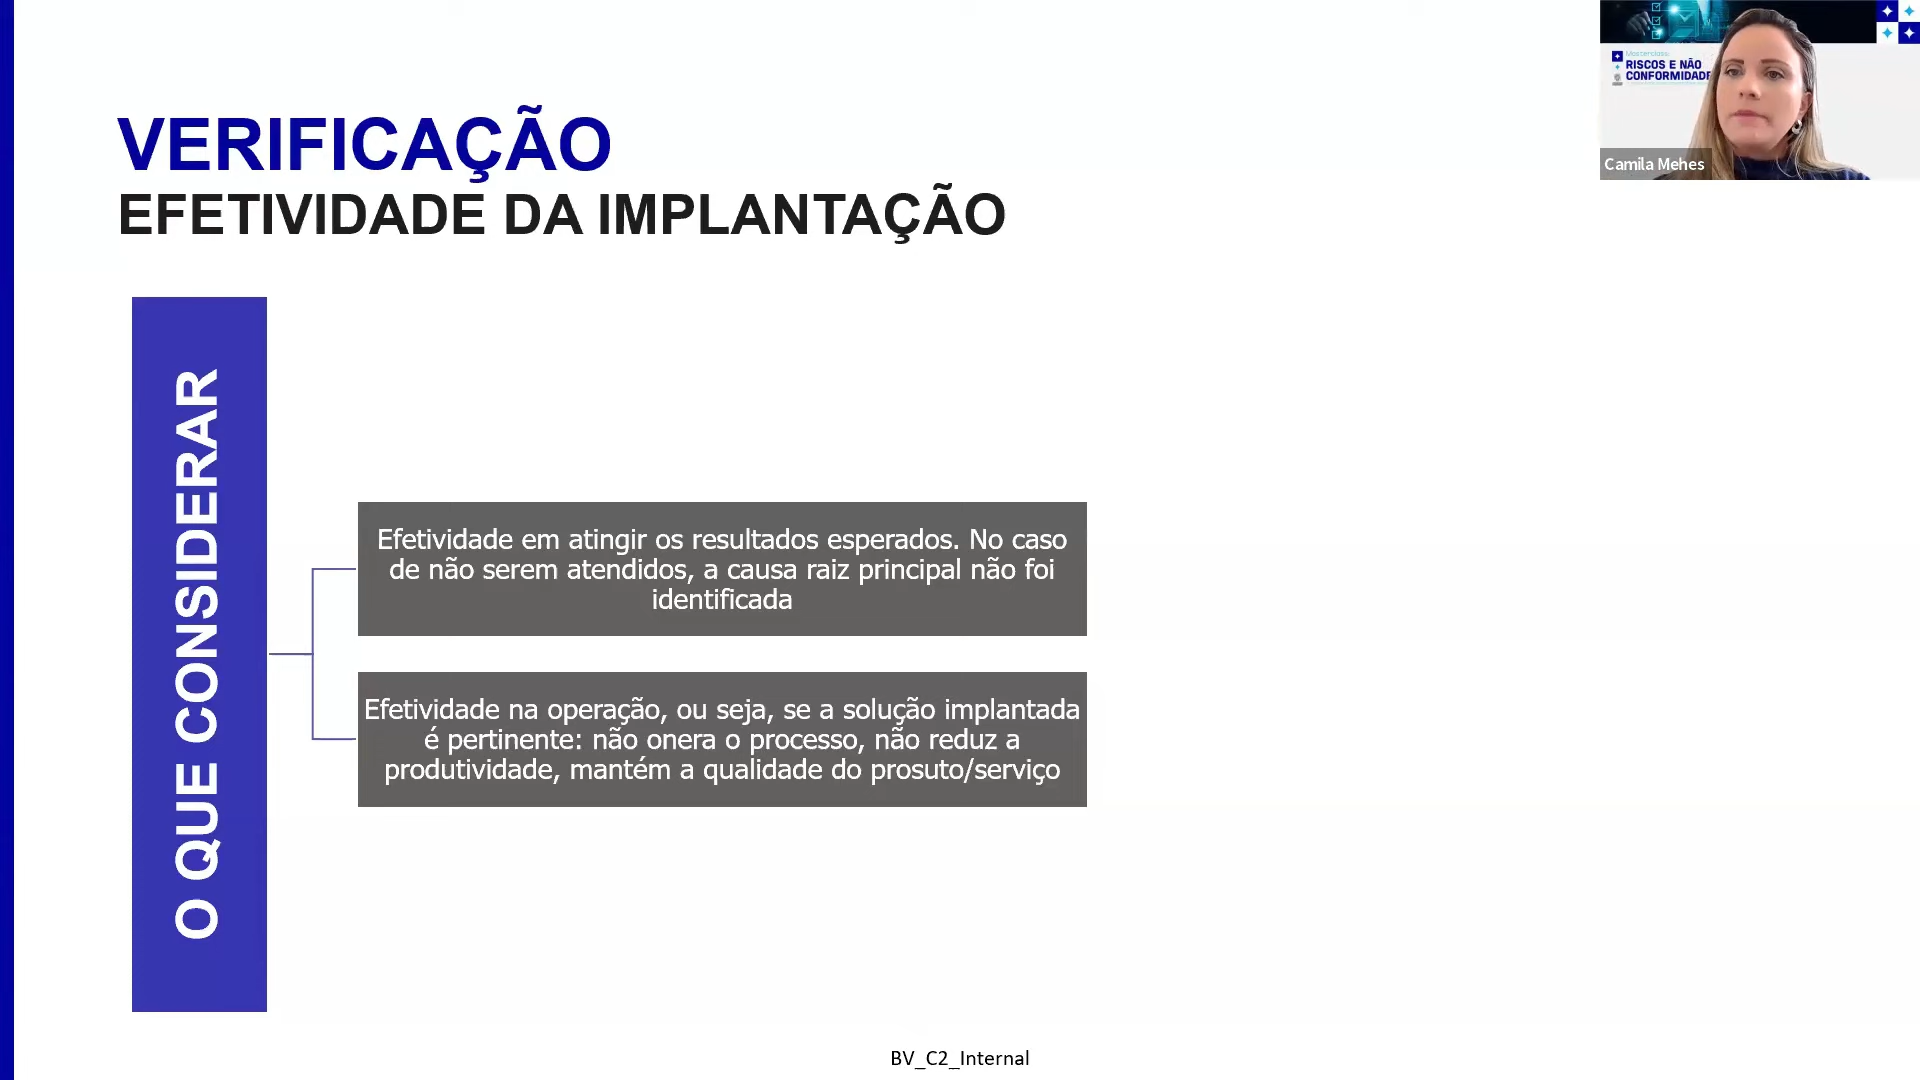 VERIFICAÇÃO
EFETIVIDADE DA IMPLANTAÇÃO
O QUE CONSIDERAR
Efetividade em atingir os resultados esperados. No caso
de não serem atendidos, a causa raiz principal não foi
identificada
Efetividade na operação, ou seja, se a solução implantada
é pertinente: não onera o processo, não reduz a
produtividade, mantém a qualidade do prosuto/serviço
BV_C2_Internal
Masterclass:
RISCOS E NÃO
CONFORMIDADE
Camila Mehes